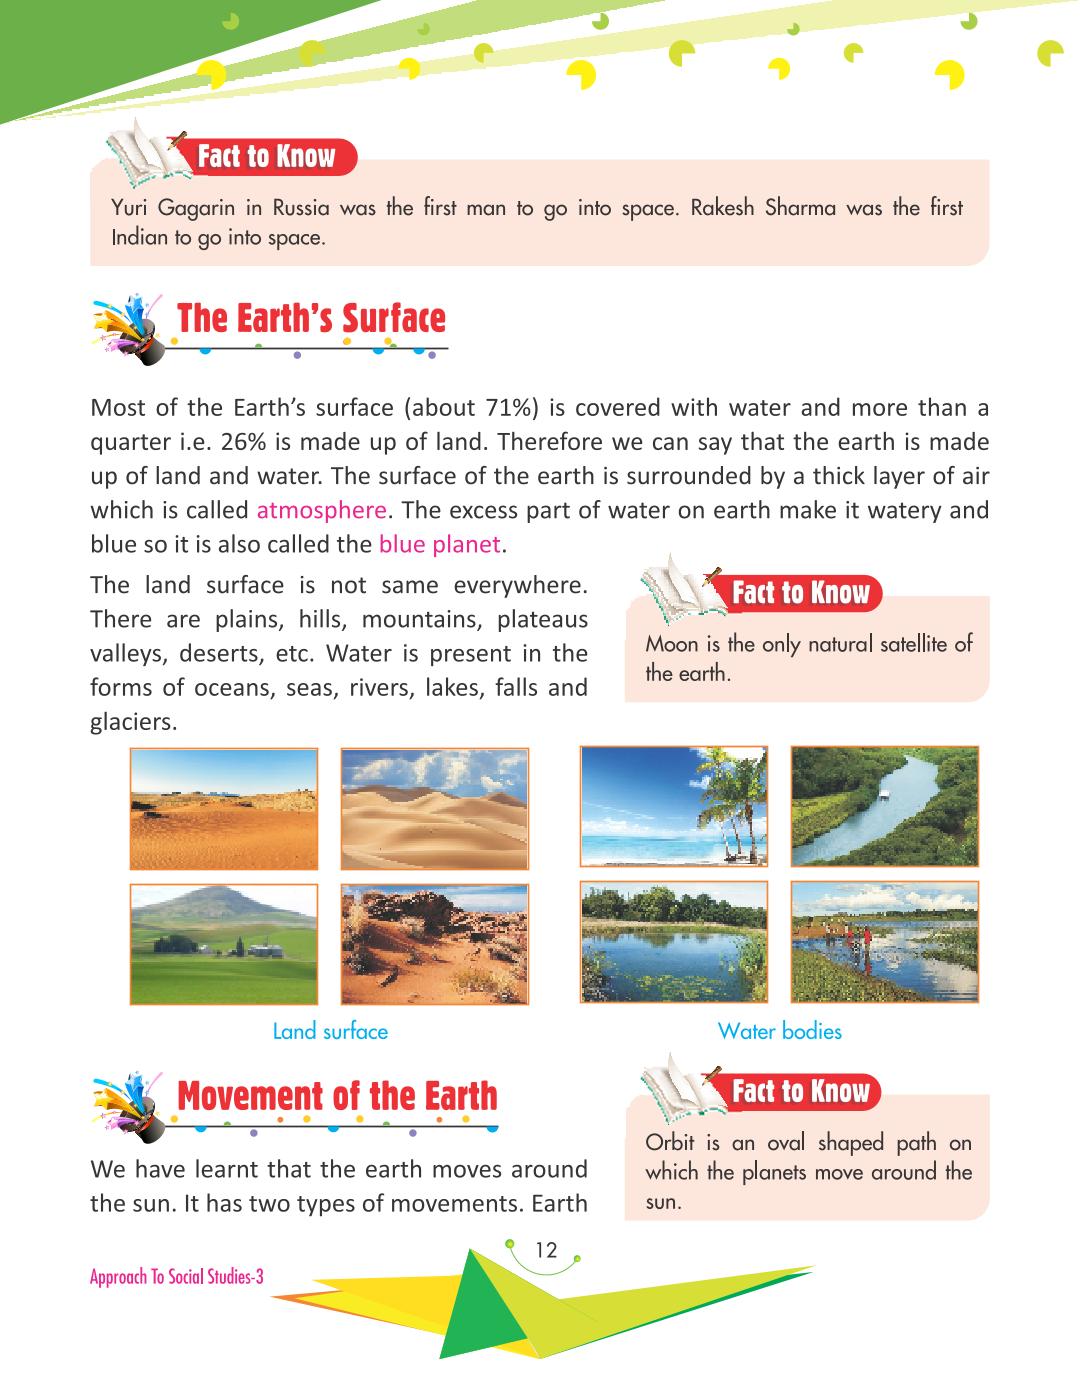 Fact to Know
Yuri Gagarin in Russia was the first man to go into space. Rakesh Sharma was the first
Indian to go into space.
The Earth's Surface
Most of the Earth's surface (about 71%) is covered with water and more than a
quarter i.e. 26% is made up of land. Therefore we can say that the earth is made
up of land and water. The surface of the earth is surrounded by a thick layer of air
which is called atmosphere. The excess part of water on earth make it watery and
blue so it is also called the blue planet.
The land surface is not same everywhere.
There are plains, hills, mountains, plateaus
valleys, deserts, etc. Water is present in the
forms of oceans, seas, rivers, lakes, falls and
glaciers.
Fact to Know
Moon is the only natural satellite of
the earth.
Land surface
Water bodies
Movement of the Earth
We have learnt that the earth moves around
the sun. It has two types of movements. Earth
Fact to Know
Orbit is an oval shaped path on
which the planets move around the
sun.
12
Approach To Social Studies-3